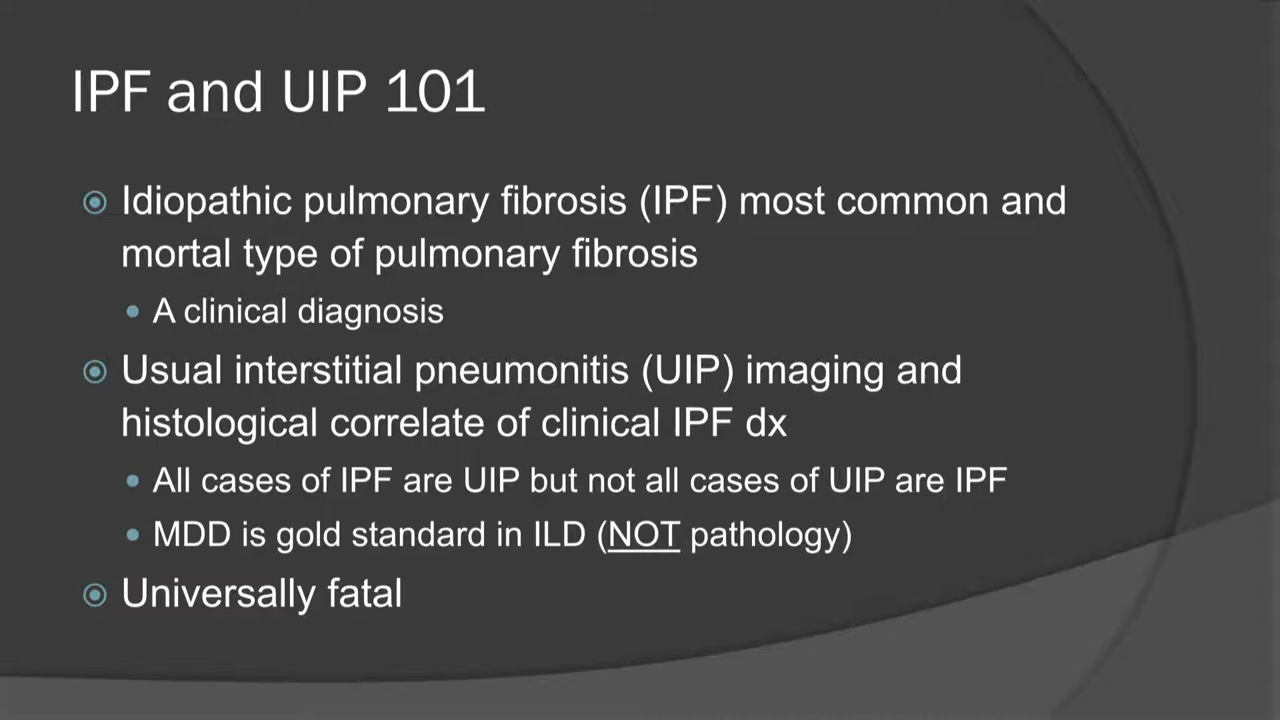 IPF and UIP 101
Idiopathic pulmonary fibrosis (IPF) most common and
mortal type of pulmonary fibrosis
A clinical diagnosis
Usual interstitial pneumonitis (UIP) imaging and
histological correlate of clinical IPF dx
All cases of IPF are UIP but not all cases of UIP are IPF
MDD is gold standard in ILD (NOT pathology)
Universally fatal